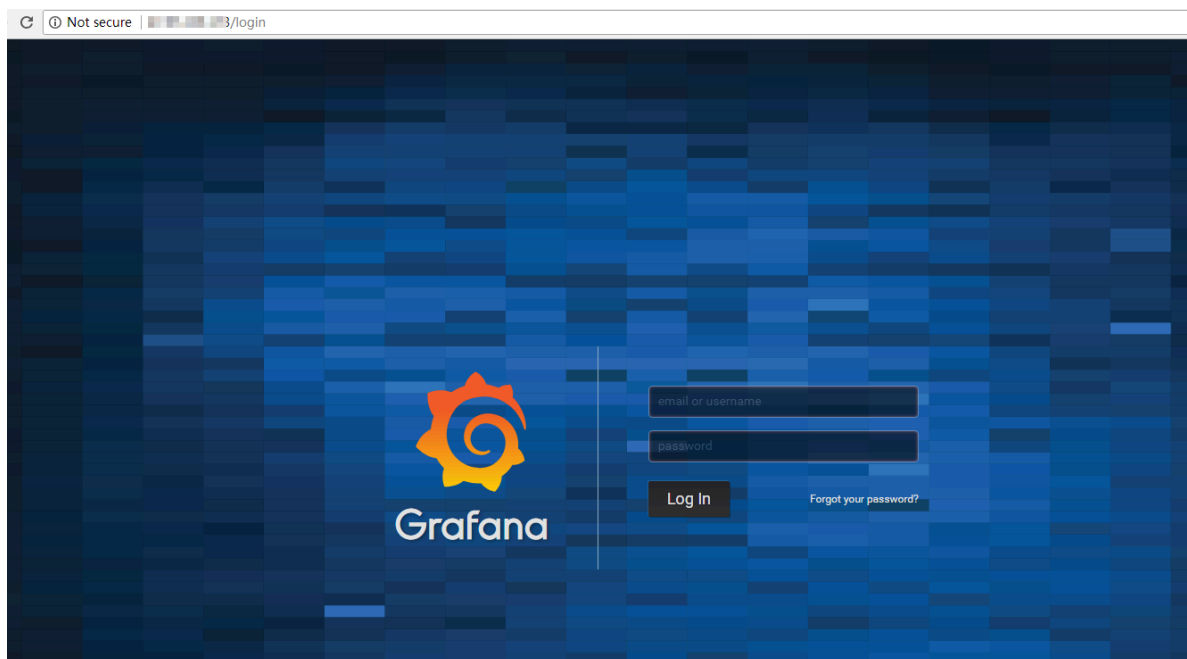 Not secure
/login
email or username
password
Log In
Forgot your password?
Grafana